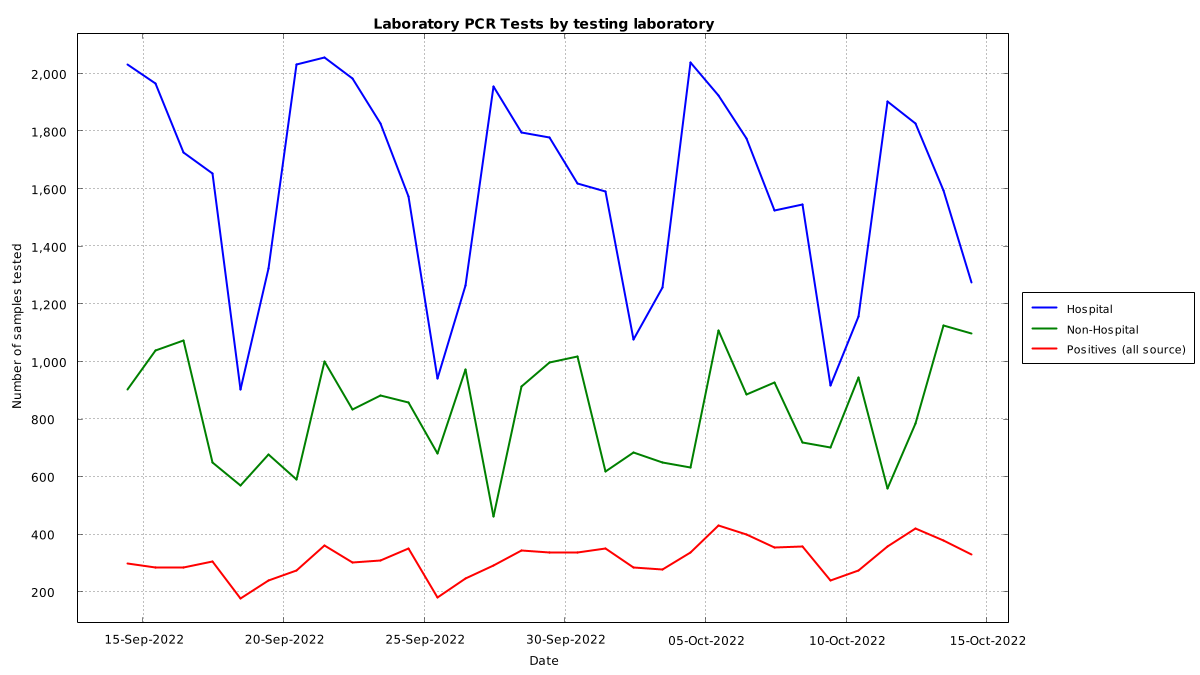 Laboratory PCR Tests by testing laboratory
2,000
1,800
1,600
1,400
1,200
1,000
800
600
400
200
Number of samples tested
15-Sep-2022
20-Sep-2022
25-Sep-2022
30-Sep-2022
05-Oct-2022
10-Oct-2022
15-Oct-2022
Date
Hospital
Non-Hospital
Positives (all source)